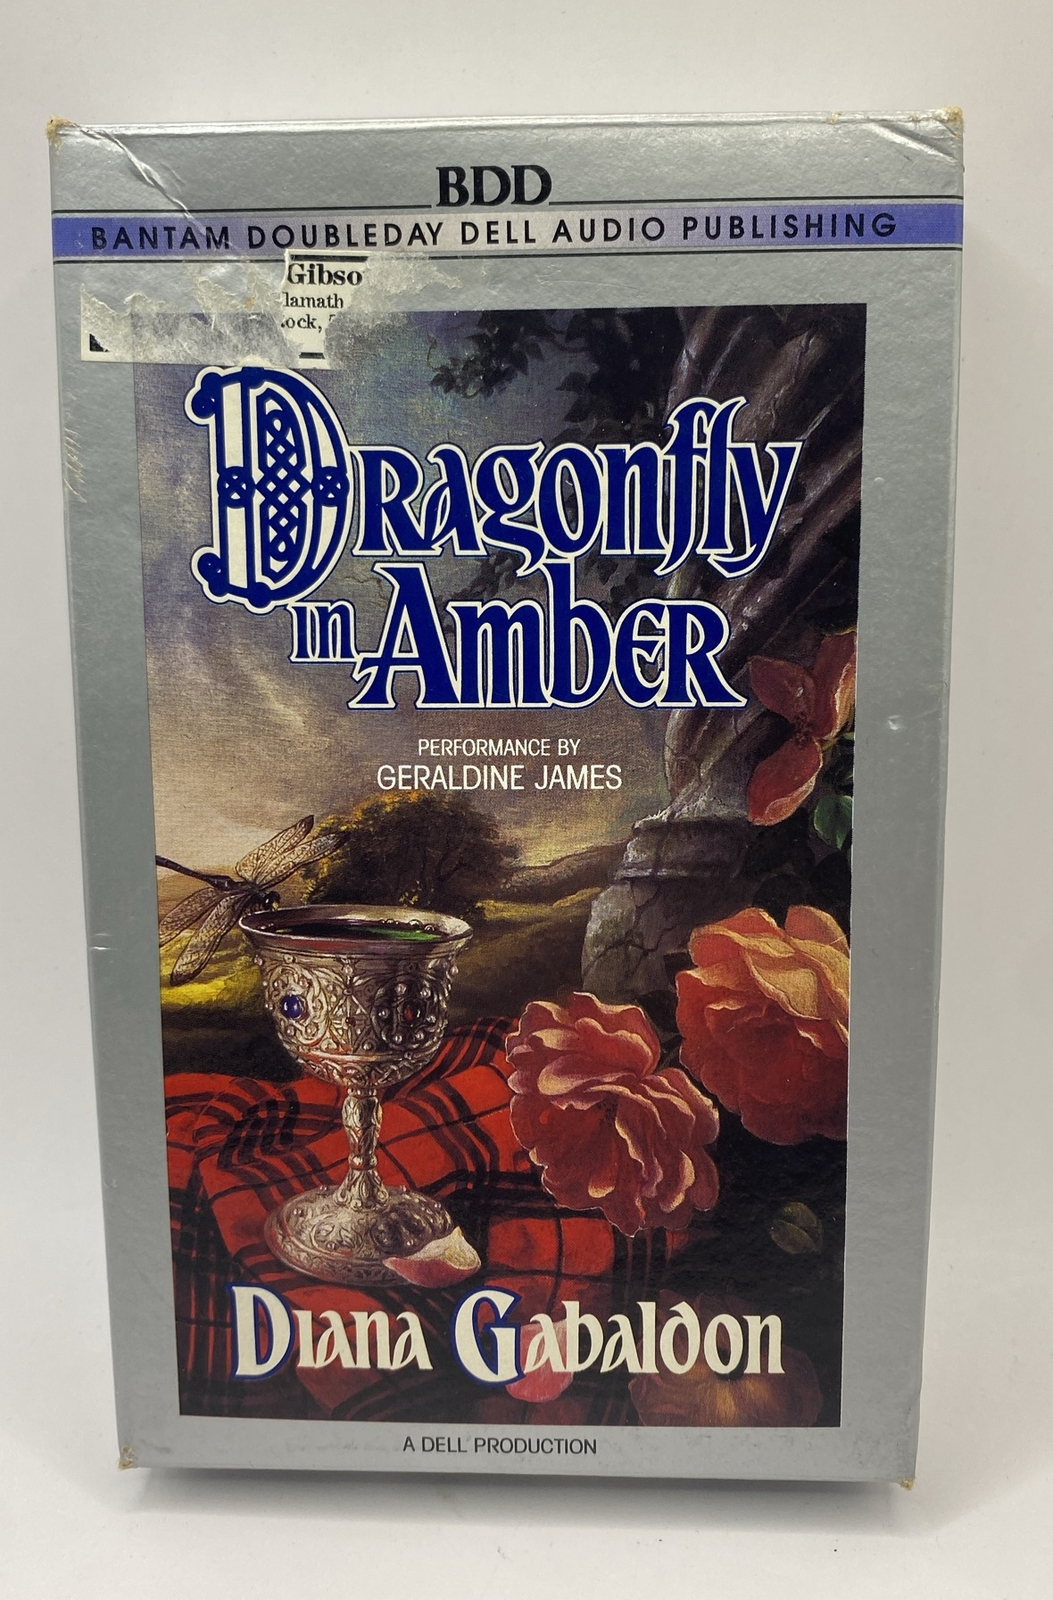 BDD
BANTAM DOUBLEDAY DELL AUDIO PUBLISHING
Gibso
lamath
ock,
Dragonfly
in Amber
PERFORMANCE BY
GERALDINE JAMES
Diana Gabaldon
A DELL PRODUCTION